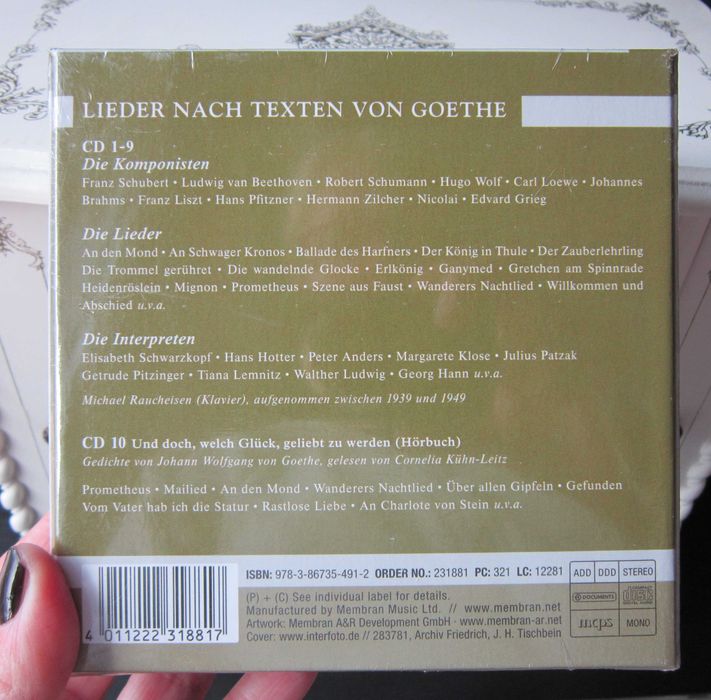 LIEDER NACH TEXTEN VON GOETHE
CD 1-9
Die Komponisten
Franz Schubert • Ludwig van Beethoven • Robert Schumann • Hugo Wolf • Carl Loewe • Johannes
Brahms • Franz Liszt • Hans Pfitzner • Hermann Zilcher • Nicolai • Edvard Grieg
Die Lieder
An den Mond • An Schwager Kronos • Ballade des Harfners • Der König in Thule • Der Zauberlehrling
Die Trommel gerühret • Die wandelnde Glocke • Erlkönig • Ganymed • Gretchen am Spinnrade
Heidenröslein • Mignon • Prometheus • Szene aus Faust • Wanderers Nachtlied • Willkommen und
Abschied u.v.a.
Die Interpreten
Elisabeth Schwarzkopf • Hans Hotter • Peter Anders • Margarete Klose • Julius Patzak
Getrude Pitzinger • Tiana Lemnitz • Walther Ludwig • Georg Hann u.v.a.
Michael Raucheisen (Klavier), aufgenommen zwischen 1939 und 1949
CD 10 Und doch, welch Glück, geliebt zu werden (Hörbuch)
Gedichte von Johann Wolfgang von Goethe, gelesen von Cornelia Kühn-Leitz
Prometheus • Mailied • An den Mond • Wanderers Nachtlied • Über allen Gipfeln • Gefunden
Vom Vater hab ich die Statur • Rastlose Liebe • An Charlote von Stein u.v.a.
ISBN: 978-3-86735-491-2 ORDER NO.: 231881 PC: 321 LC: 12281
(P) + (C) See individual label for details.
Manufactured by Membran Music Ltd. // www.membran.net
Artwork: Membran A&R Development GmbH · www.membran-ar.net
Cover: www.interfoto.de // 283781, Archiv Friedrich, J. H. Tischbein
4 011222 318817
ADD DDD STEREO
DOCUMENTS COMPACT disc DIGITAL AUDIO
mcps MONO